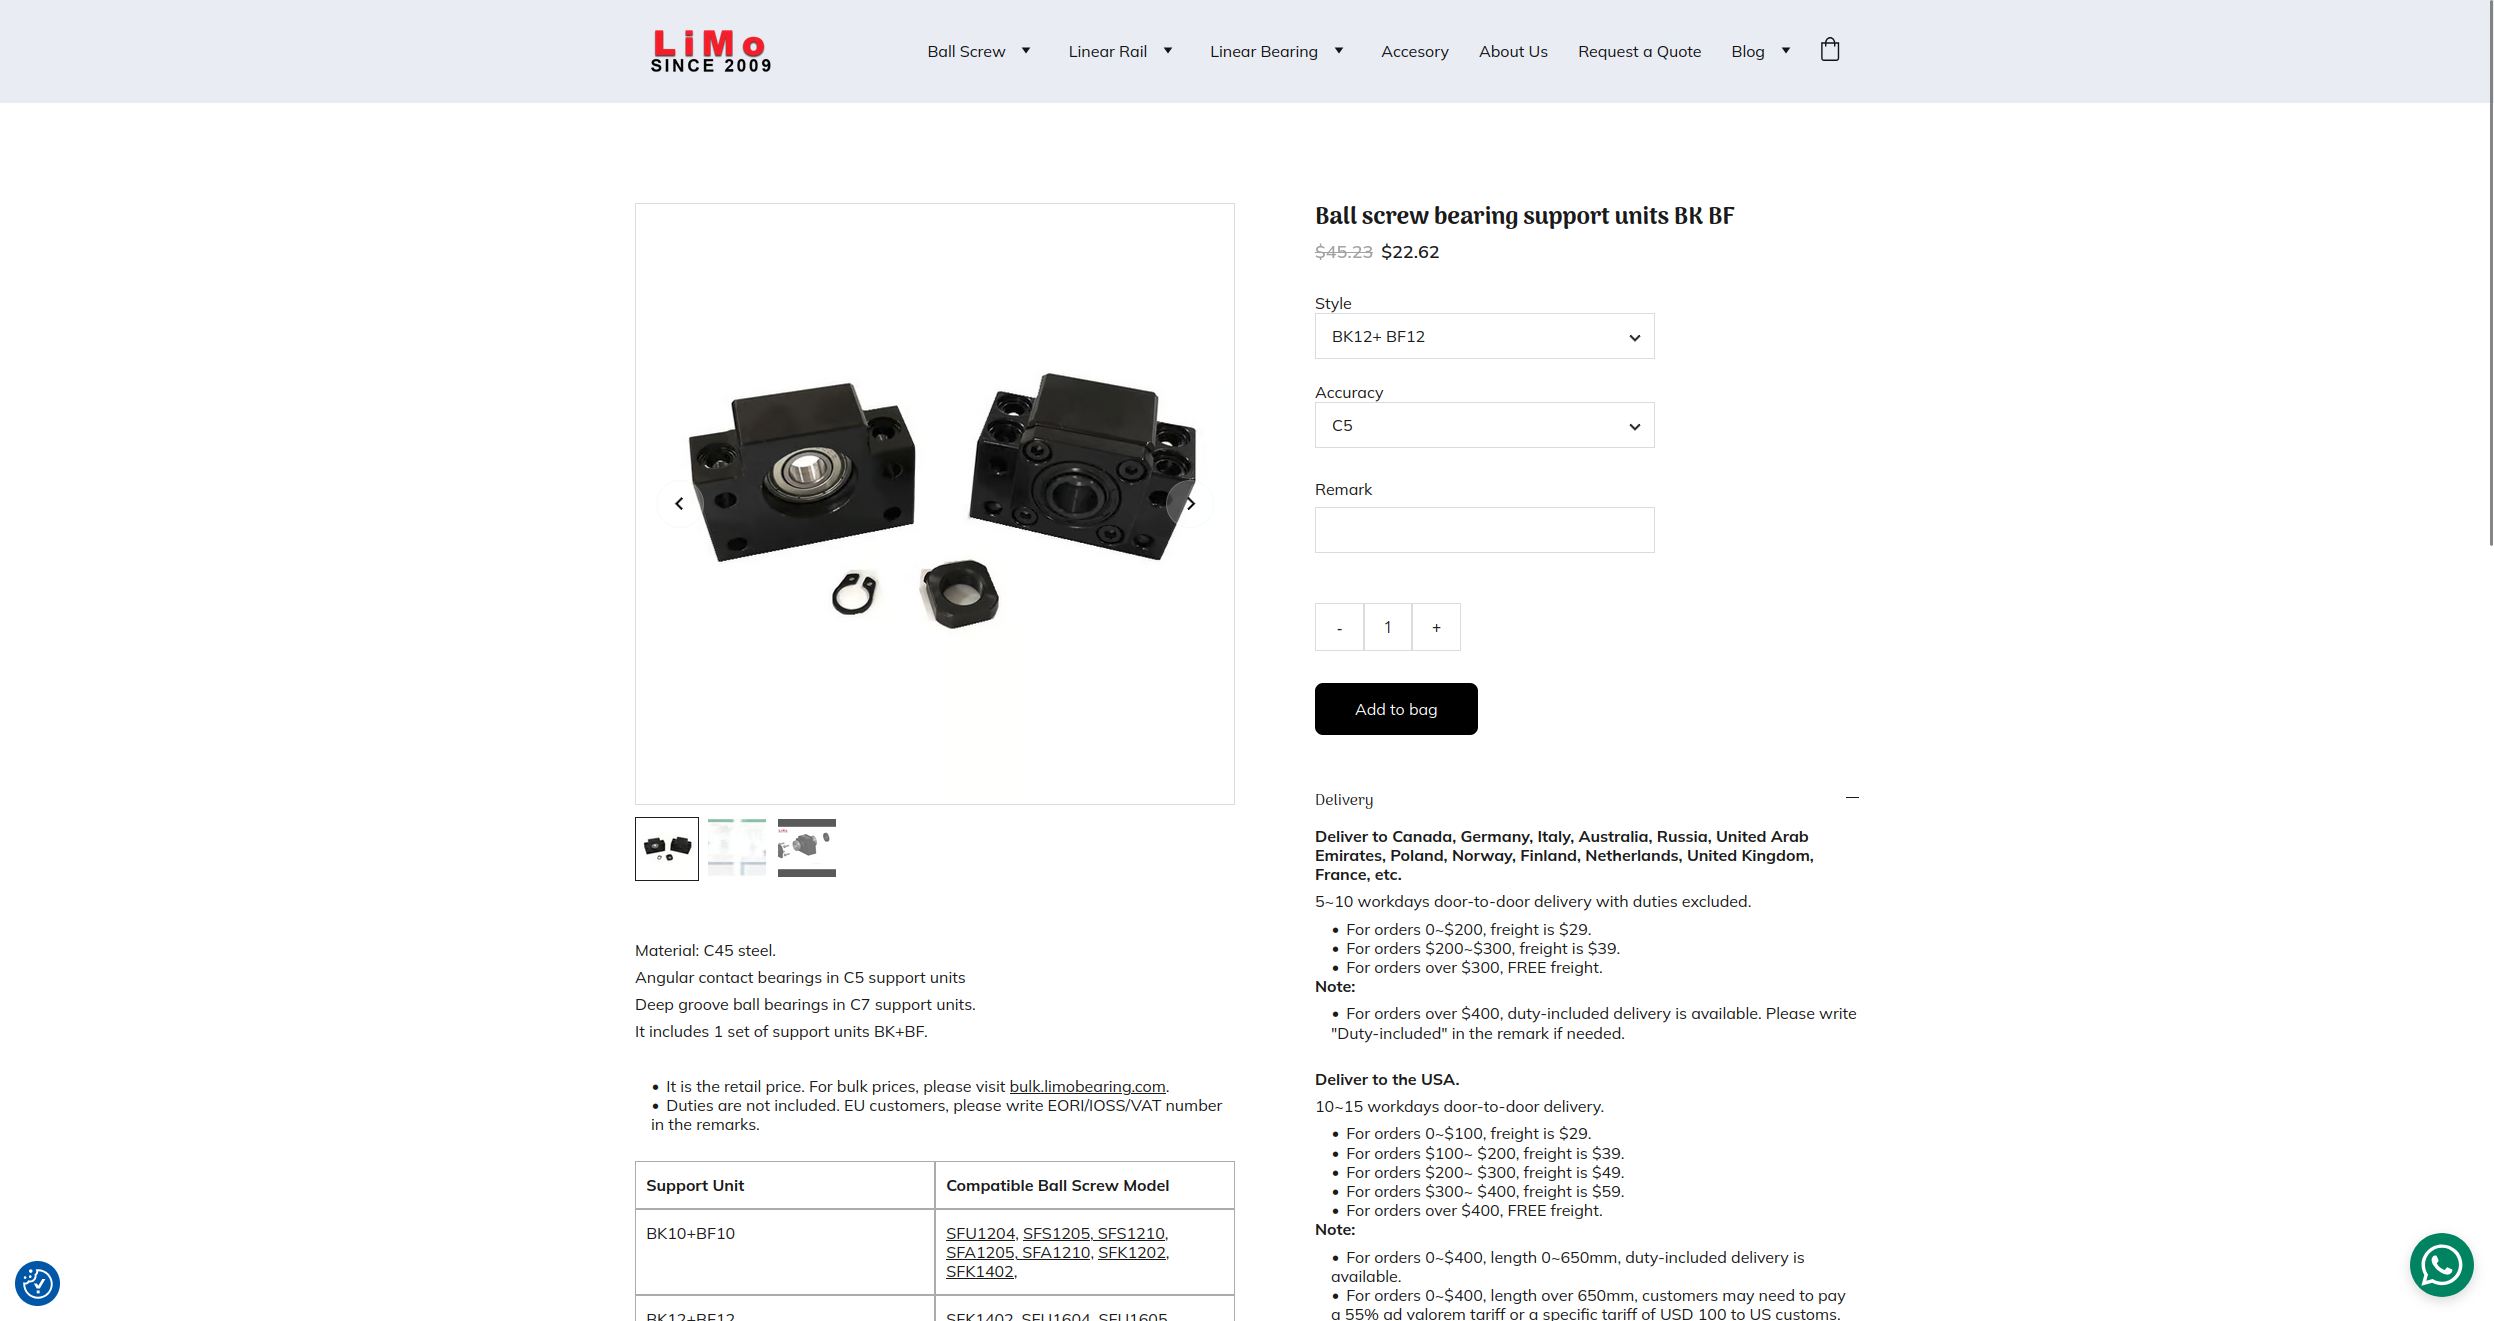 LiMo
SINCE 2009
Ball Screw
Linear Rail
Linear Bearing
Accesory
About Us
Request a Quote
Blog
Ball screw bearing support units BK BF
$45.23 $22.62
Style
BK12+ BF12
Accuracy
C5
Remark
- 1 +
Add to bag
Delivery
Deliver to Canada, Germany, Italy, Australia, Russia, United Arab
Emirates, Poland, Norway, Finland, Netherlands, United Kingdom,
France, etc.
5~10 workdays door-to-door delivery with duties excluded.
• For orders 0~$200, freight is $29.
• For orders $200~$300, freight is $39.
• For orders over $300, FREE freight.
Note:
• For orders over $400, duty-included delivery is available. Please write
"Duty-included" in the remark if needed.
Deliver to the USA.
10~15 workdays door-to-door delivery.
• For orders 0~$100, freight is $29.
• For orders $100~ $200, freight is $39.
• For orders $200~ $300, freight is $49.
• For orders $300~ $400, freight is $59.
• For orders over $400, FREE freight.
Note:
• For orders 0~$400, length 0~650mm, duty-included delivery is
available.
• For orders 0~$400, length over 650mm, customers may need to pay
a 55% ad valorem tariff or a specific tariff of USD 100 to US customs.
Material: C45 steel.
Angular contact bearings in C5 support units
Deep groove ball bearings in C7 support units.
It includes 1 set of support units BK+BF.
• It is the retail price. For bulk prices, please visit bulk.limobearing.com.
• Duties are not included. EU customers, please write EORI/IOSS/VAT number
in the remarks.
Support Unit
Compatible Ball Screw Model
BK10+BF10
SFU1204, SFS1205, SFS1210,
SFA1205, SFA1210, SFK1202,
SFK1402,
BK12+BF12
SFK1402, SFU1604, SFU1605